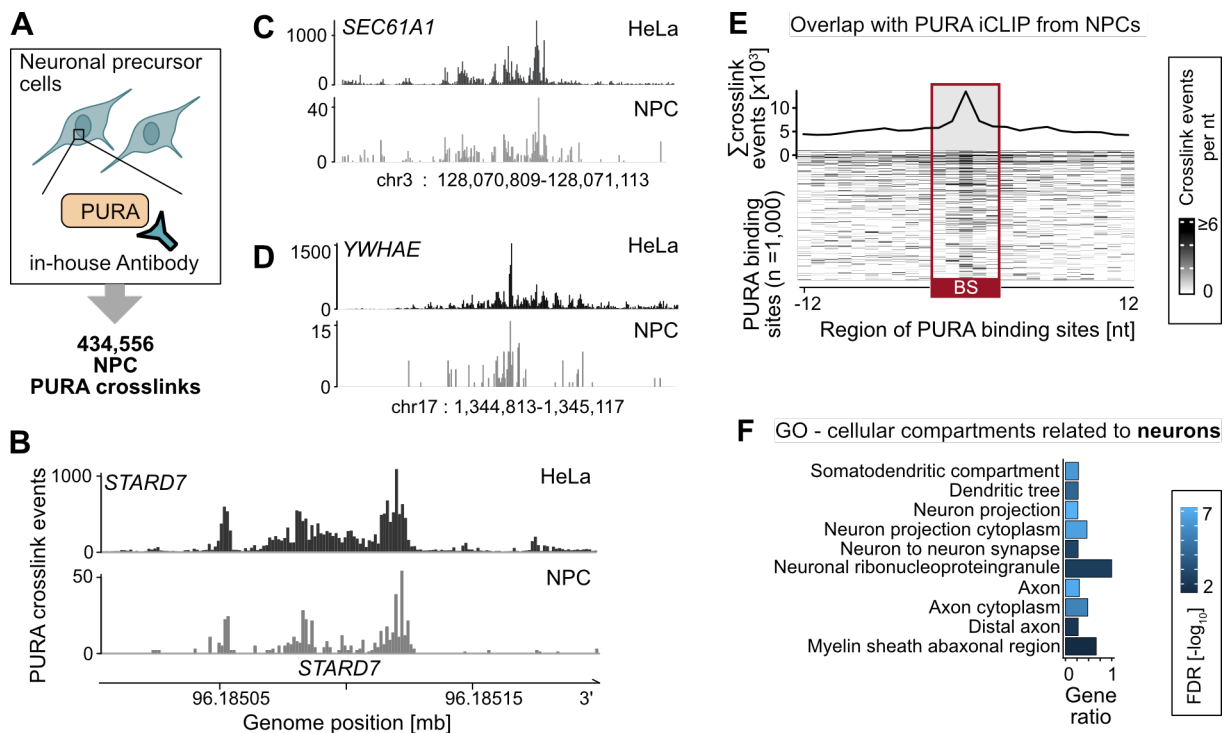 A
Neuronal precursor
cells
PURA
in-house Antibody
434,556
NPC
PURA crosslinks
B
PURA crosslink events
1000
0
STARD7
HeLa
50
0
NPC
STARD7
96.18505
96.18515
3'
Genome position [mb]
C
SEC61A1
HeLa
1000
0
NPC
40
0
chr3 : 128,070,809-128,071,113
D
YWHAE
HeLa
1500
0
NPC
15
0
chr17 : 1,344,813-1,345,117
E
Overlap with PURA iCLIP from NPCs
∑crosslink
events [x10³]
10
5
0
PURA binding
sites (n =1,000)
BS
-12
12
Region of PURA binding sites [nt]
Crosslink events
per nt
≥6
0
F
GO - cellular compartments related to neurons
Somatodendritic compartment
Dendritic tree
Neuron projection
Neuron projection cytoplasm
Neuron to neuron synapse
Neuronal ribonucleoproteingranule
Axon
Axon cytoplasm
Distal axon
Myelin sheath abaxonal region
0
1
Gene
ratio
FDR [-log₁₀]
7
2